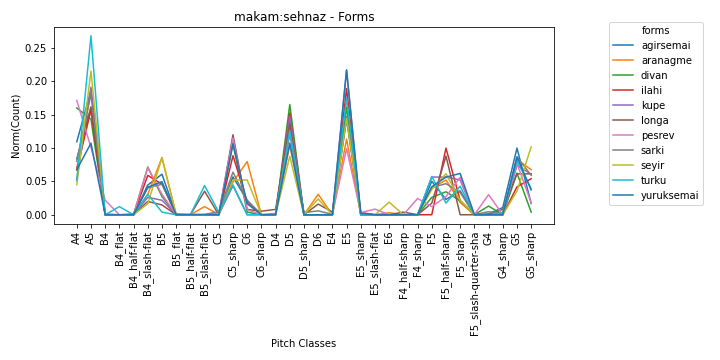 makam:sehnaz - Forms
Norm(Count)
0.25
0.20
0.15
0.10
0.05
0.00
A4
A5
B4
B4_flat
B4_half-flat
B4_slash-flat
B5
B5_flat
B5_half-flat
B5_slash-flat
C5
C5_sharp
C6
C6_sharp
D4
D5
D5_sharp
D6
E4
E5
E5_sharp
E5_slash-flat
E6
F4_half-sharp
F4_sharp
F5
F5_half-sharp
F5_sharp
F5_slash-quarter-sha
G4
G4_sharp
G5
G5_sharp
Pitch Classes
forms
agirsemai
aranagme
divan
ilahi
kupe
longa
pesrev
sarki
seyir
turku
yuruksemai